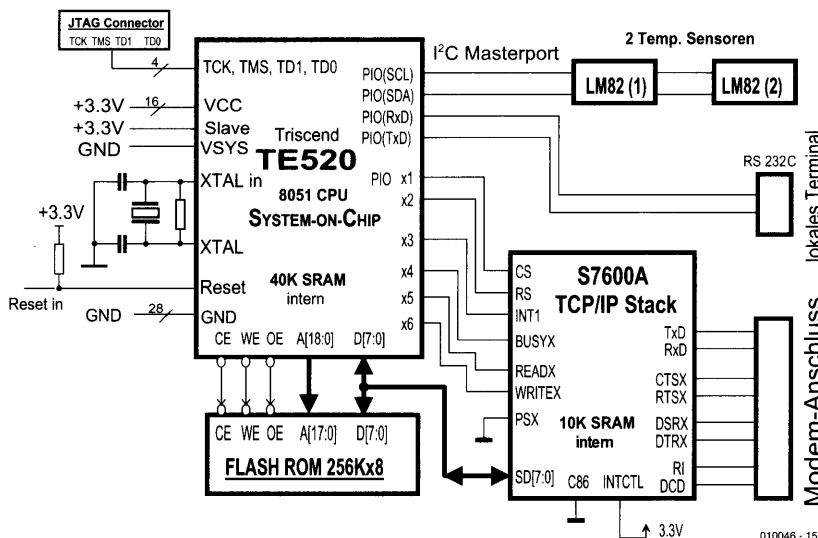 JTAG Connector
TCK TMS TD1 TD0
4
+3.3V
16
+3.3V
GND
+3.3V
Reset in
GND
28
TCK, TMS, TD1, TD0
VCC
Slave
VSYS
XTAL in
XTAL
Reset
GND
Triscend
TE520
8051 CPU
SYSTEM-ON-CHIP
40K SRAM
intern
PIO(SCL)
PIO(SDA)
PIO(RxD)
PIO(TxD)
PIO x1
x2
x3
x4
x5
x6
CE WE OE A[18:0] D[7:0]
CE WE OE A[17:0] D[7:0]
FLASH ROM 256Kx8
I²C Masterport
2 Temp. Sensoren
LM82 (1)
LM82 (2)
RS 232C
lokales Terminal
S7600A
TCP/IP Stack
CS
RS
INT1
BUSYX
READX
WRITEX
PSX
SD[7:0]
10K SRAM
intern
C86 INTCTL
3.3V
TxD
RxD
CTSX
RTSX
DSRX
DTRX
RI
DCD
Modem-Anschluss
010046 - 15